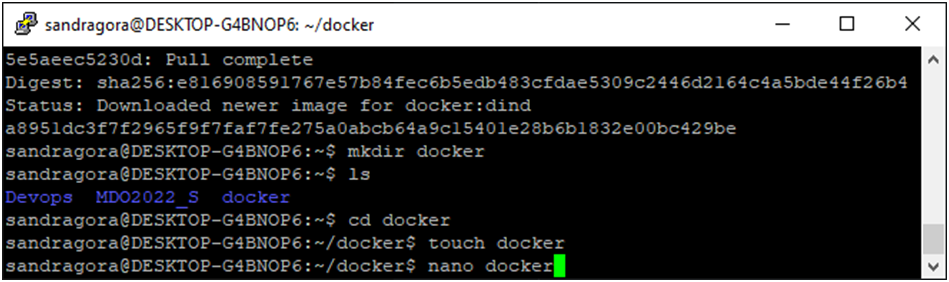 sandragora@DESKTOP-G4BNOP6: ~/docker
5e5aeec5230d: Pull complete
Digest: sha256:e816908591767e57b84fec6b5edb483cfdae5309c2446d2164c4a5bde44f26b4
Status: Downloaded newer image for docker:dind
a8951dc3f7f2965f9f7faf7fe275a0abcb64a9c15401e28b6b1832e00bc429be
sandragora@DESKTOP-G4BNOP6:~$ mkdir docker
sandragora@DESKTOP-G4BNOP6:~$ ls
Devops  MDO2022_S  docker
sandragora@DESKTOP-G4BNOP6:~$ cd docker
sandragora@DESKTOP-G4BNOP6:~/docker$ touch docker
sandragora@DESKTOP-G4BNOP6:~/docker$ nano docker